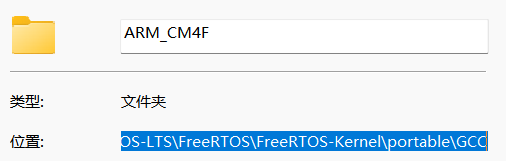 ARM_CM4F
类型: 文件夹
位置: OS-LTS\FreeRTOS\FreeRTOS-Kernel\portable\GCC